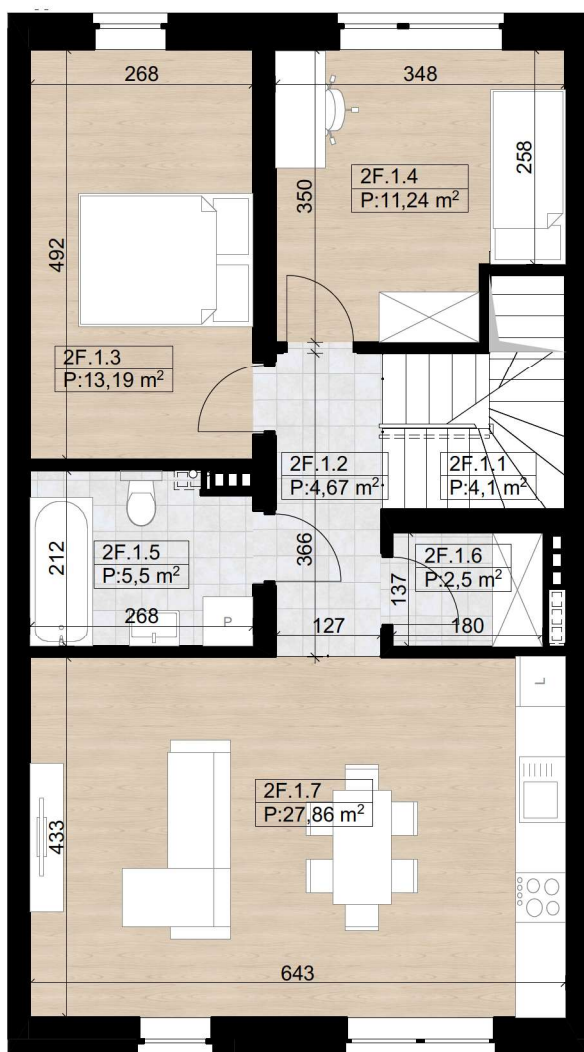 268
348
2F.1.4
P:11,24 m²
258
350
492
2F.1.3
P:13,19 m²
2F.1.2
P:4,67 m²
2F.1.1
P:4,1 m²
212
2F.1.5
P:5,5 m²
366
2F.1.6
P:2,5 m²
137
268
P
127
180
L
2F.1.7
P:27,86 m²
433
643